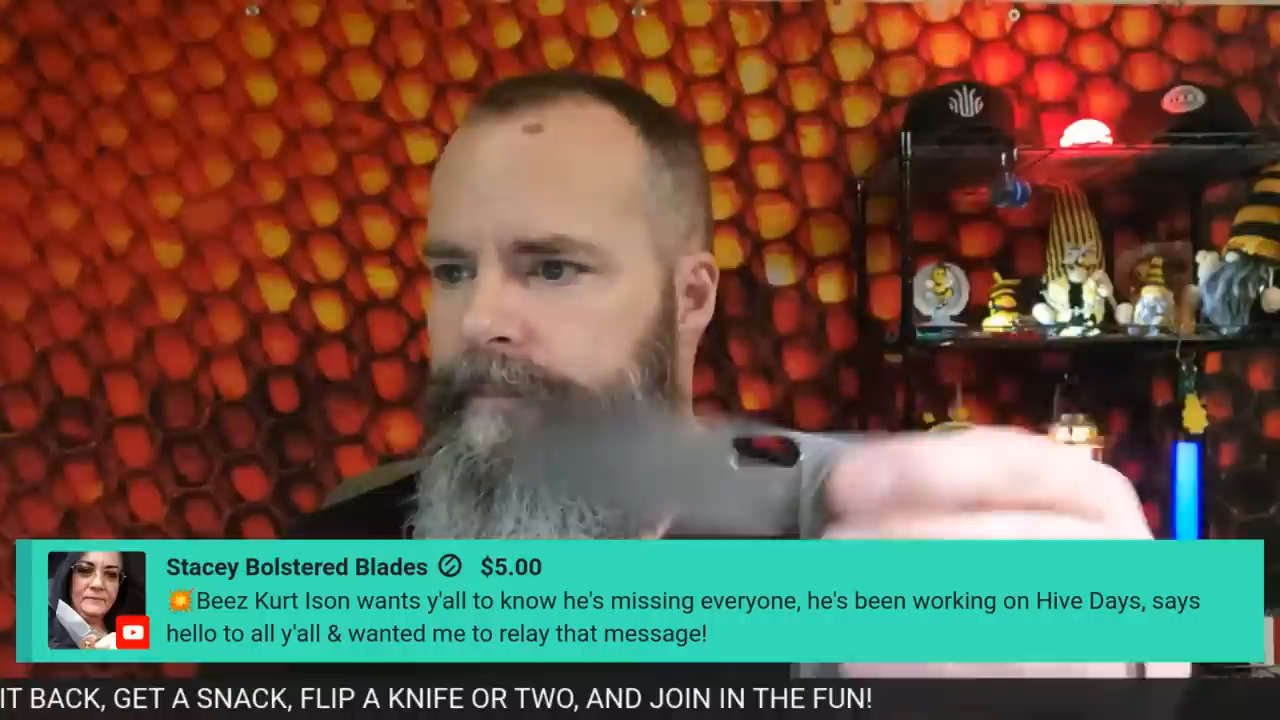 Stacey Bolstered Blades $5.00
💥Beez Kurt Ison wants y'all to know he's missing everyone, he's been working on Hive Days, says
hello to all y'all & wanted me to relay that message!
IT BACK, GET A SNACK, FLIP A KNIFE OR TWO, AND JOIN IN THE FUN!